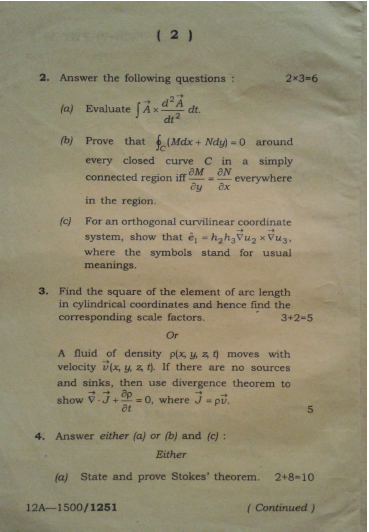 ( 2 )
2. Answer the following questions : 2×3=6
(a) Evaluate ∫ A⃗ × d²A⃗/dt² dt.
(b) Prove that ∮_C (Mdx + Ndy) = 0 around
every closed curve C in a simply
connected region iff ∂M/∂y = ∂N/∂x everywhere
in the region.
(c) For an orthogonal curvilinear coordinate
system, show that ê₁ = h₂h₃∇⃗u₂ × ∇⃗u₃,
where the symbols stand for usual
meanings.
3. Find the square of the element of arc length
in cylindrical coordinates and hence find the
corresponding scale factors. 3+2=5
Or
A fluid of density ρ(x, y, z, t) moves with
velocity v⃗(x, y, z, t). If there are no sources
and sinks, then use divergence theorem to
show ∇⃗ · J⃗ + ∂ρ/∂t = 0, where J⃗ = ρv⃗.
5
4. Answer either (a) or (b) and (c) :
Either
(a) State and prove Stokes' theorem. 2+8=10
12A—1500/1251 ( Continued )